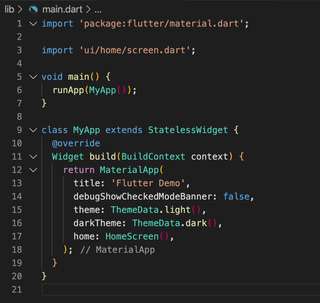 lib > main.dart > ...
1 import 'package:flutter/material.dart';
2
3 import 'ui/home/screen.dart';
4
5 void main() {
6 runApp(MyApp());
7 }
8
9 class MyApp extends StatelessWidget {
10 @override
11 Widget build(BuildContext context) {
12 return MaterialApp(
13 title: 'Flutter Demo',
14 debugShowCheckedModeBanner: false,
15 theme: ThemeData.light(),
16 darkTheme: ThemeData.dark(),
17 home: HomeScreen(),
18 ); // MaterialApp
19 }
20 }
21